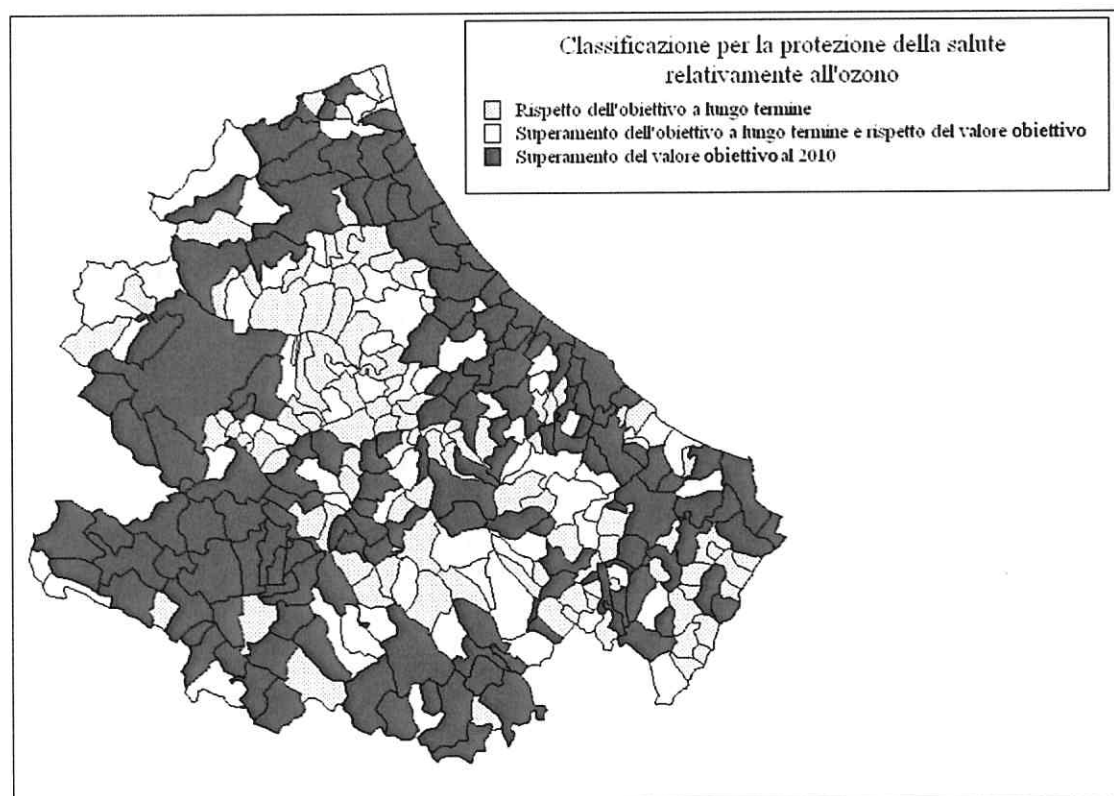 Classificazione per la protezione della salute
relativamente all'ozono
Rispetto dell'obiettivo a lungo termine
Superamento dell'obiettivo a lungo termine e rispetto del valore obiettivo
Superamento del valore obiettivo al 2010